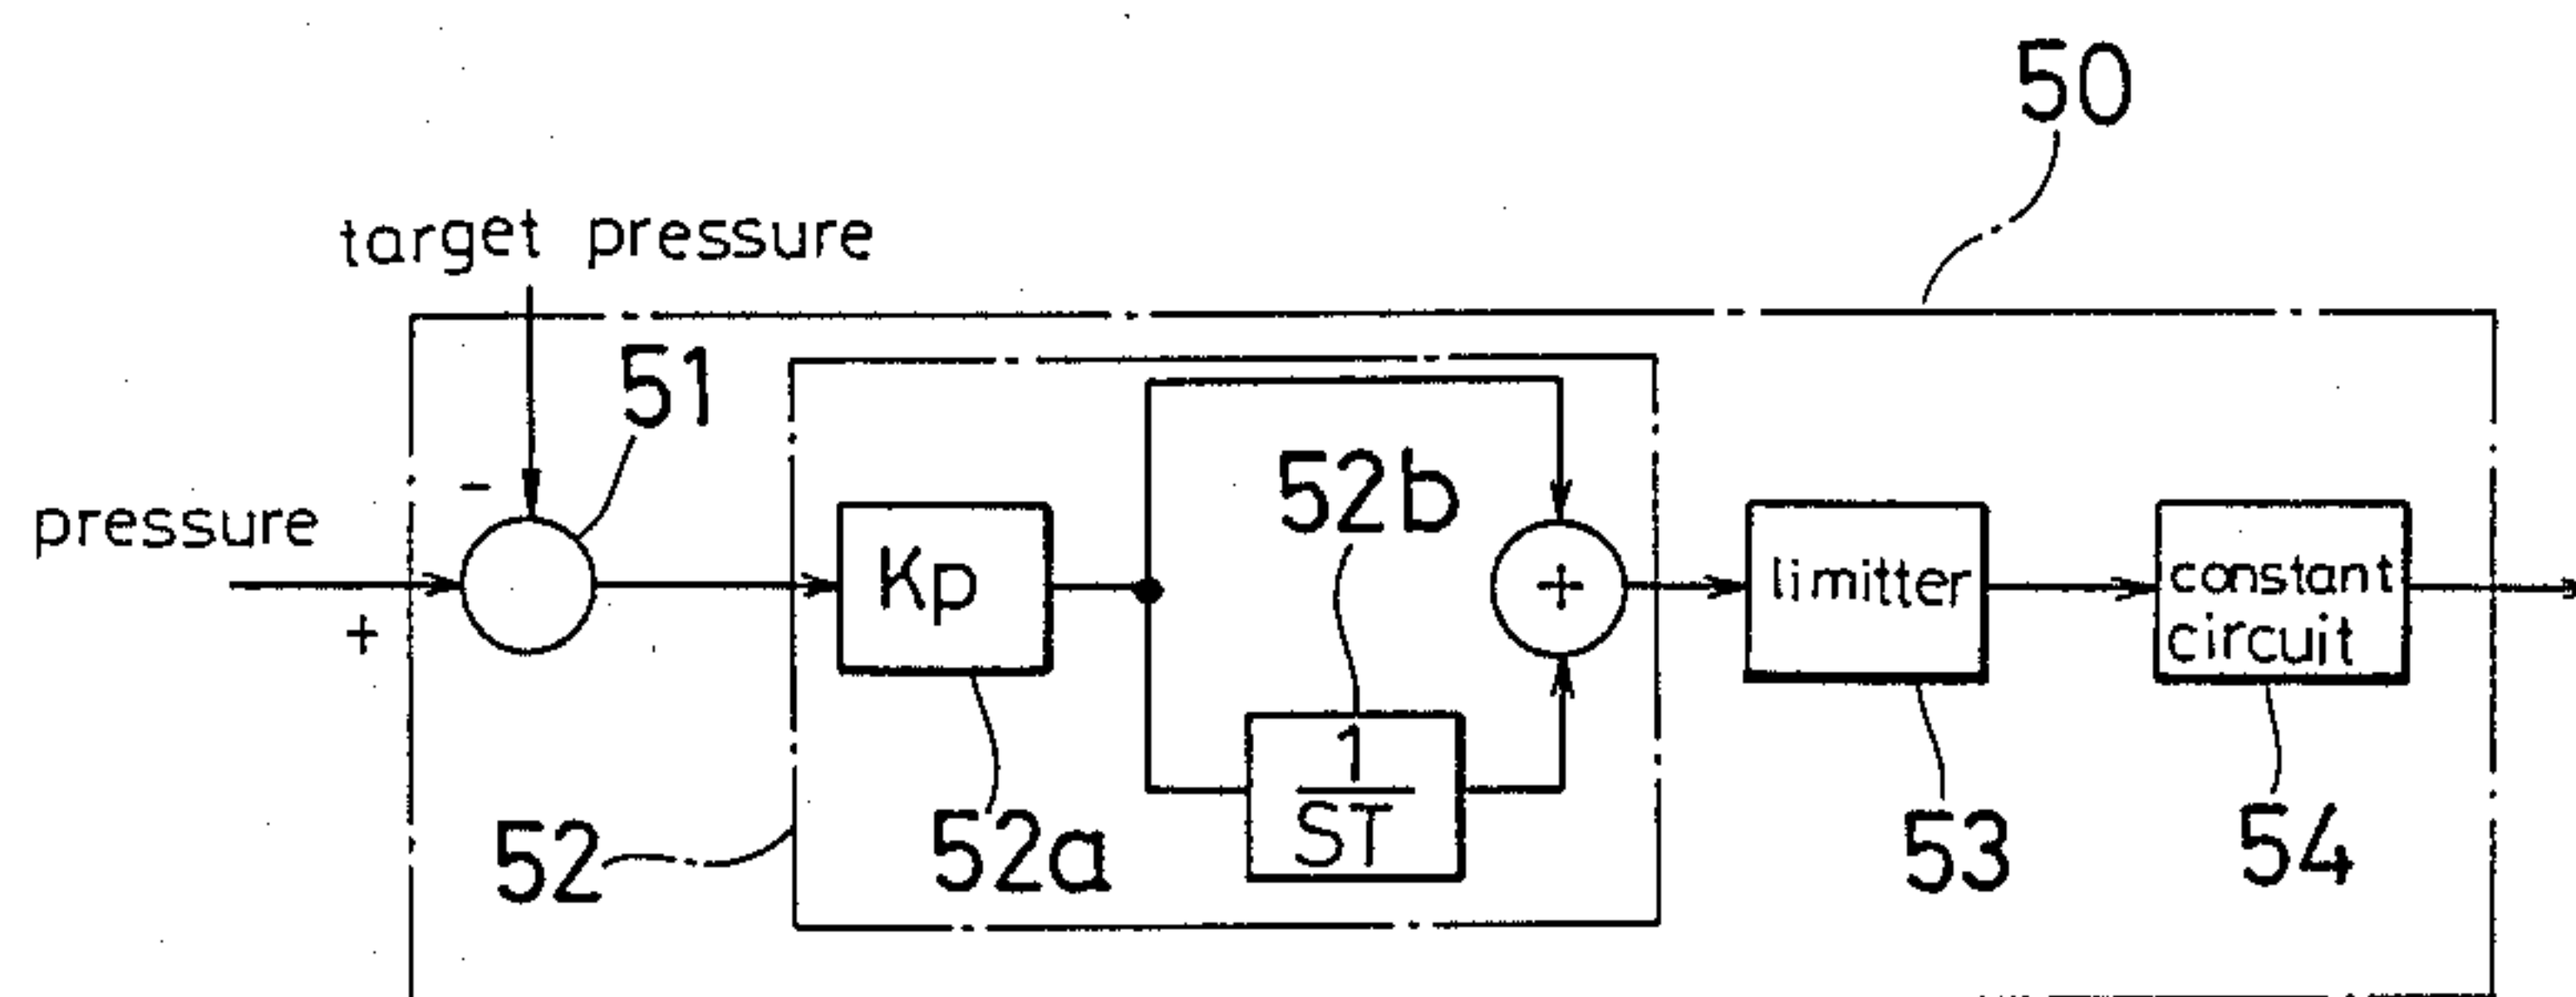 50
target pressure
51
-
pressure
+
Kp
52b
+
limitter
constant
circuit
1
ST
52
52a
53
54